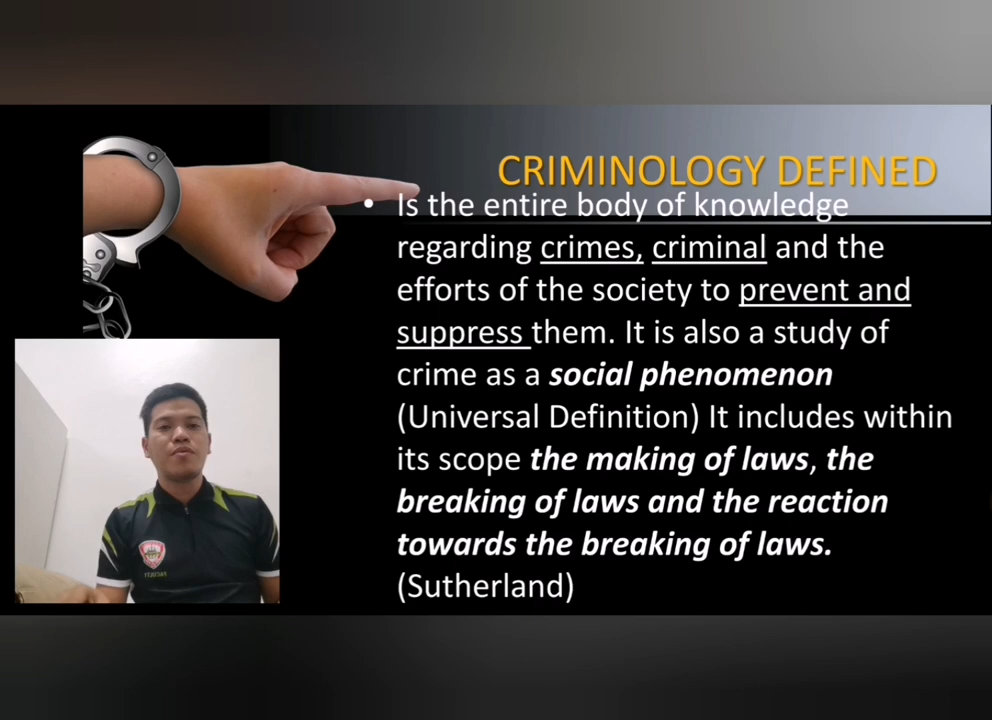 CRIMINOLOGY DEFINED
• Is the entire body of knowledge
regarding crimes, criminal and the
efforts of the society to prevent and
suppress them. It is also a study of
crime as a social phenomenon
(Universal Definition) It includes within
its scope the making of laws, the
breaking of laws and the reaction
towards the breaking of laws.
(Sutherland)
FACULTY